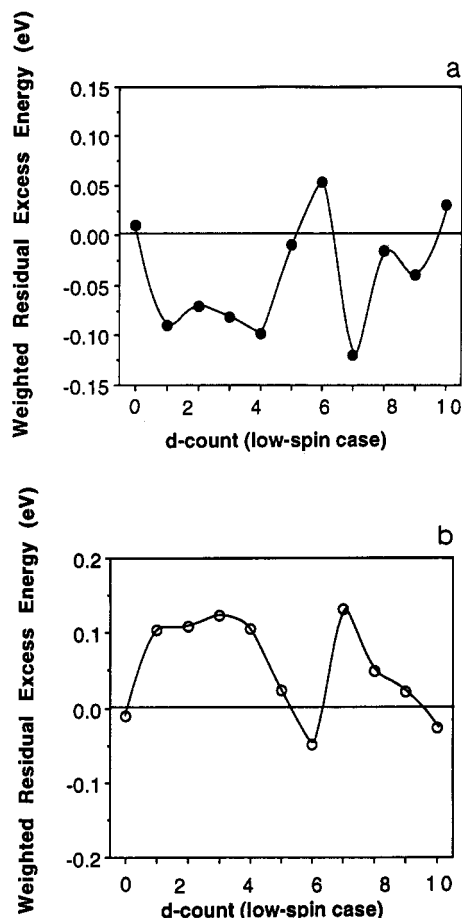 a
Weighted Residual Excess Energy (eV)
0.15
0.10
0.05
0.00
-0.05
-0.10
-0.15
0 2 4 6 8 10
d-count (low-spin case)
b
Weighted Residual Excess Energy (eV)
0.2
0.1
0.0
-0.1
-0.2
0 2 4 6 8 10
d-count (low-spin case)